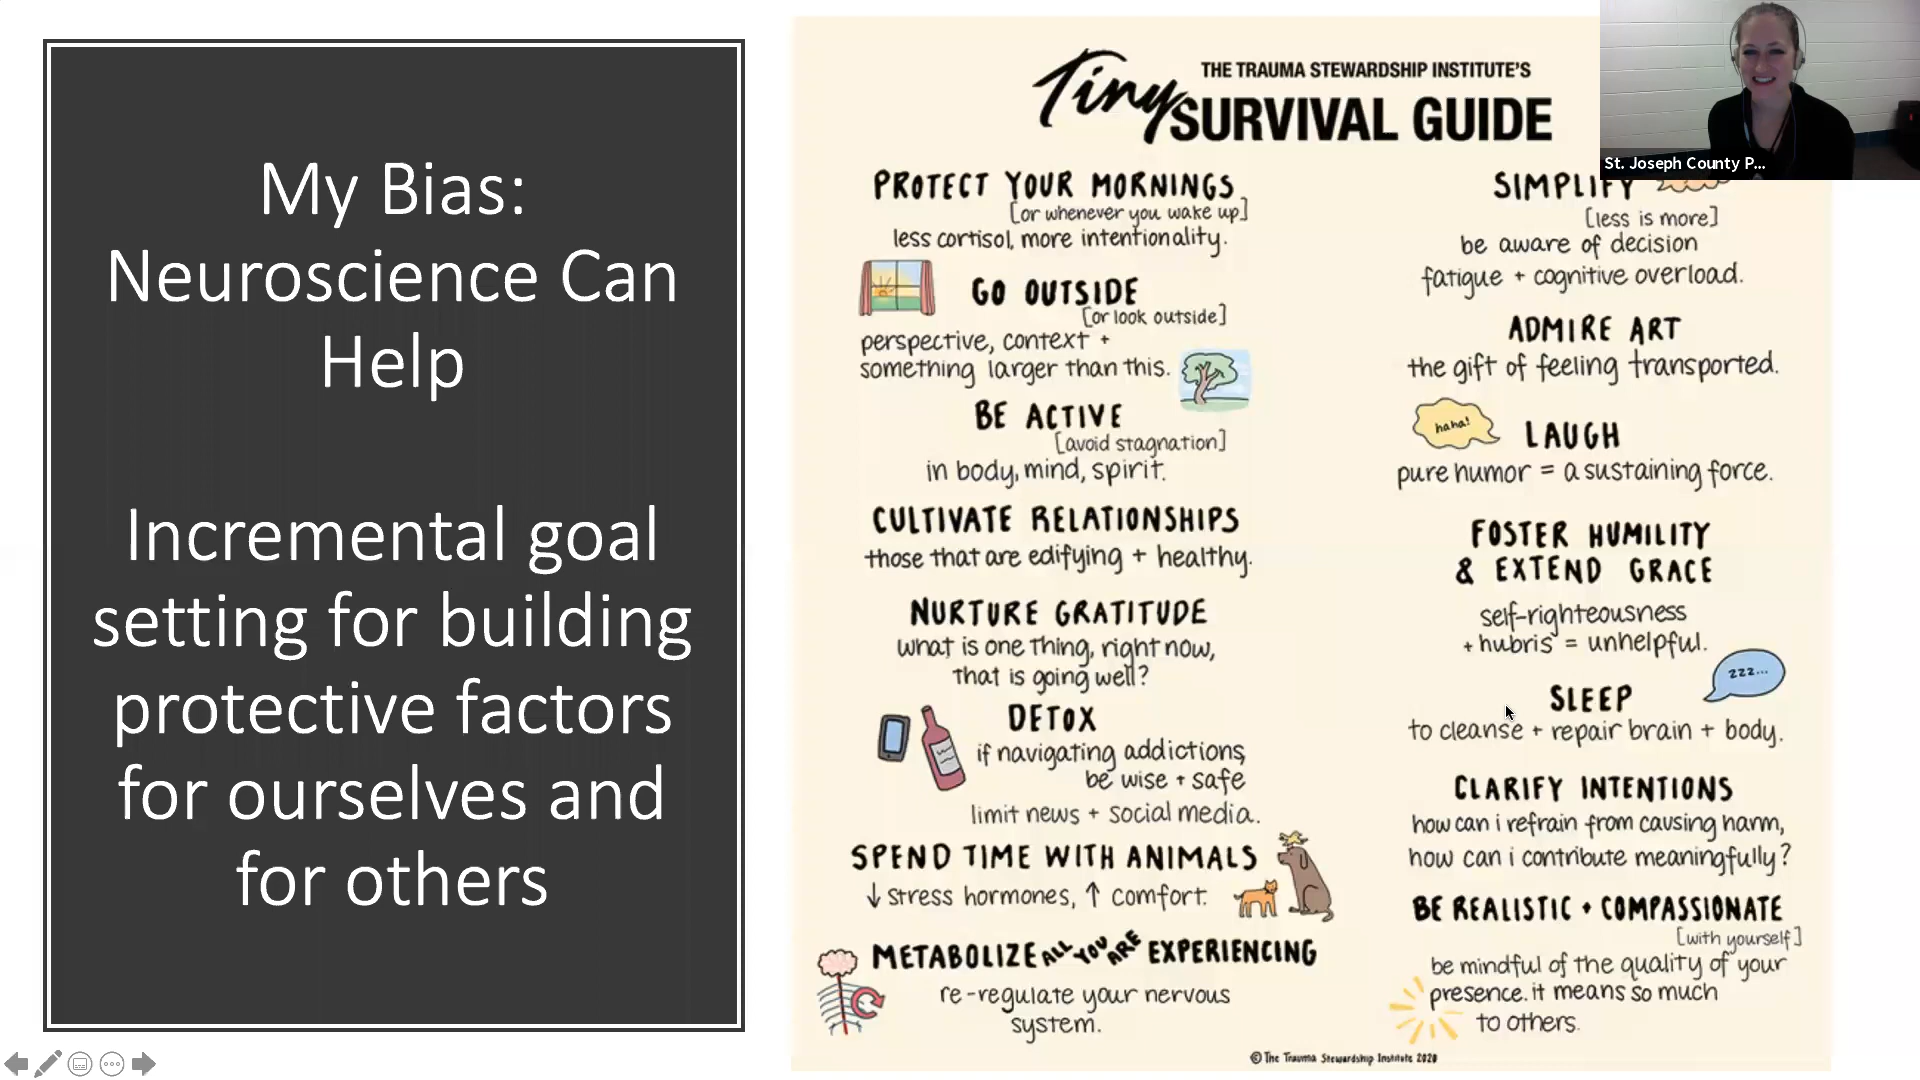 My Bias:
Neuroscience Can
Help
Incremental goal
setting for building
protective factors
for ourselves and
for others
THE TRAUMA STEWARDSHIP INSTITUTE'S
Tiny SURVIVAL GUIDE
PROTECT YOUR MORNINGS
[or whenever you wake up]
less cortisol, more intentionality.
GO OUTSIDE
[or look outside]
perspective, context +
something larger than this.
BE ACTIVE
[avoid stagnation]
in body, mind, spirit.
CULTIVATE RELATIONSHIPS
those that are edifying + healthy.
NURTURE GRATITUDE
what is one thing, right now,
that is going well?
DETOX
if navigating addictions,
be wise + safe
limit news + social media.
SPEND TIME WITH ANIMALS
↓ stress hormones, ↑ comfort.
METABOLIZE ALL YOU ARE EXPERIENCING
re-regulate your nervous
system.
SIMPLIFY
[less is more]
be aware of decision
fatigue + cognitive overload.
ADMIRE ART
the gift of feeling transported.
haha!
LAUGH
pure humor = a sustaining force.
FOSTER HUMILITY
& EXTEND GRACE
self-righteousness
+ hubris = unhelpful.
zzz...
SLEEP
to cleanse + repair brain + body.
CLARIFY INTENTIONS
how can i refrain from causing harm,
how can i contribute meaningfully?
BE REALISTIC + COMPASSIONATE
[with yourself]
be mindful of the quality of your
presence. it means so much
to others.
© The Trauma Stewardship Institute 2020
St. Joseph County P...